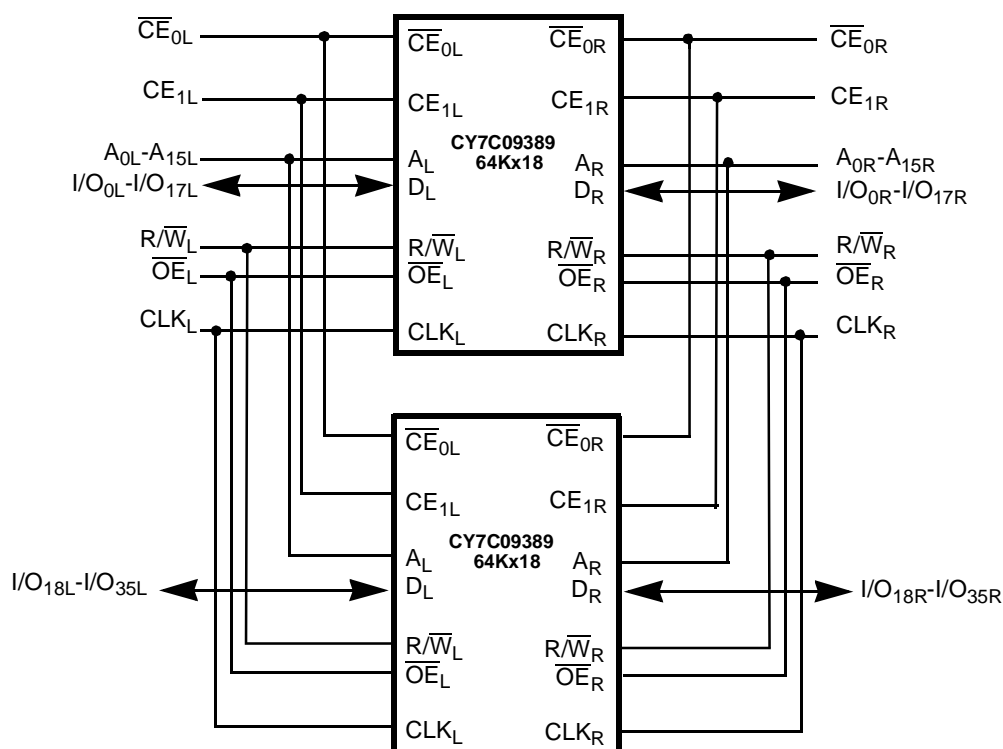 CE0L
CE1L
A0L-A15L
I/O0L-I/O17L
R/WL
OEL
CLKL
CE0L
CE1L
AL
DL
R/WL
OEL
CLKL
CY7C09389
64Kx18
CE0R
CE1R
AR
DR
R/WR
OER
CLKR
CE0R
CE1R
A0R-A15R
I/O0R-I/O17R
R/WR
OER
CLKR
I/O18L-I/O35L
CE0L
CE1L
AL
DL
R/WL
OEL
CLKL
CY7C09389
64Kx18
CE0R
CE1R
AR
DR
R/WR
OER
CLKR
I/O18R-I/O35R